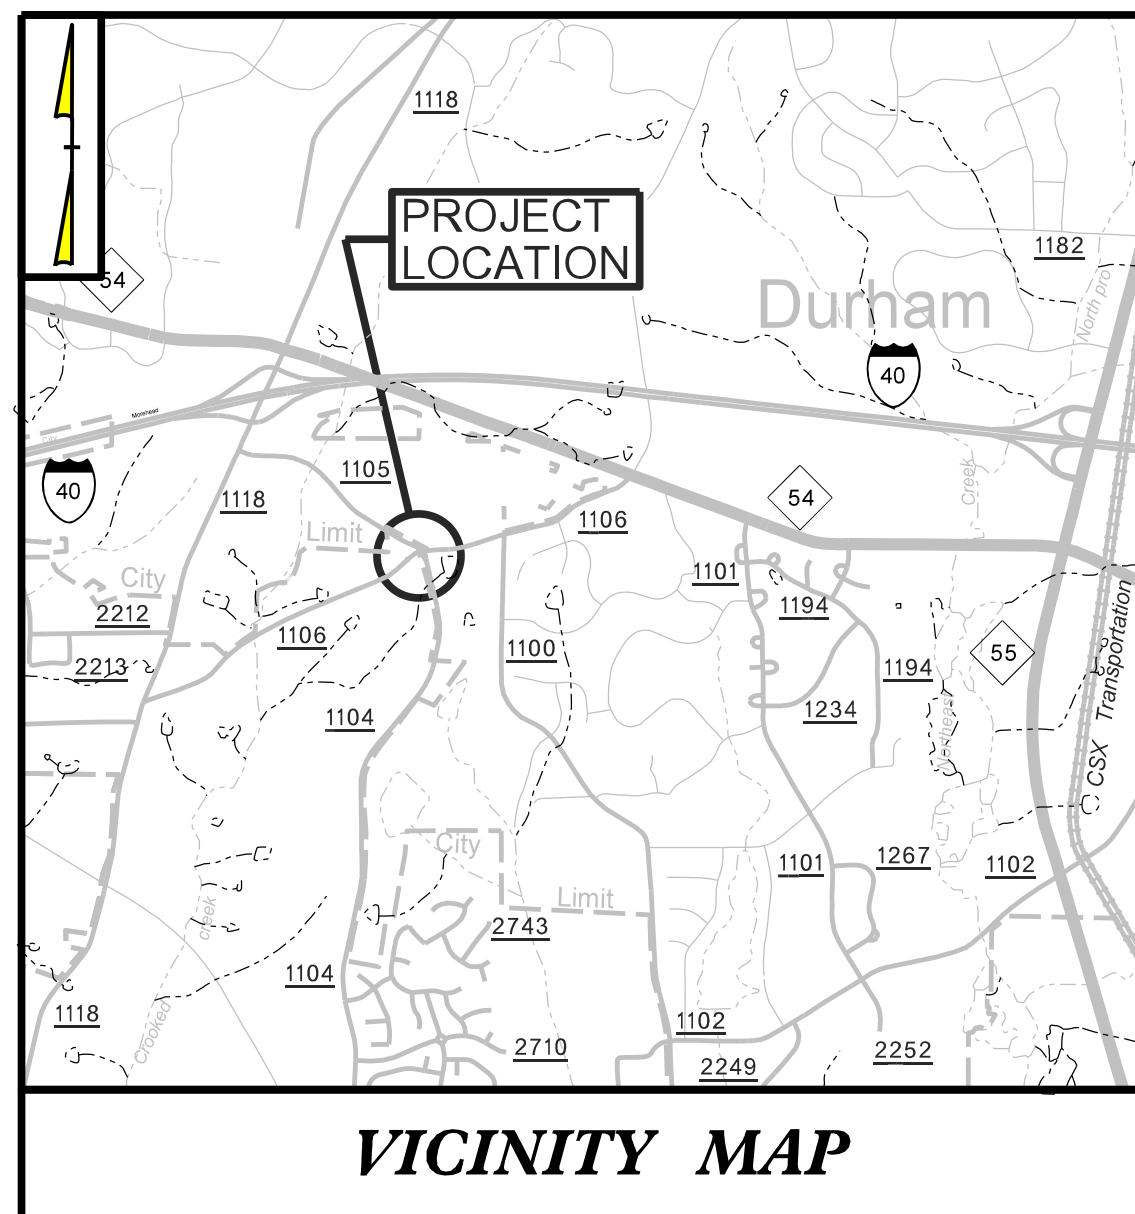 1118
PROJECT
LOCATION
1182
54
North pro
Durham
40
Morehead
City
1105
40
1118
Creek
54
1106
Limit
City
1101
2212
1194
CSX Transportation
1106
1100
55
2213
1194
1104
1234
Northeast
City
1101
1267
1102
Limit
2743
creek
1104
1118
Crooked
1102
2710
2252
2249
VICINITY MAP